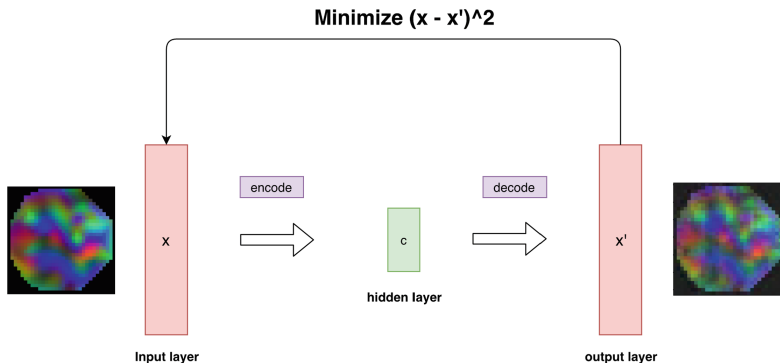 Minimize (x - x')^2
encode
decode
x
c
x'
hidden layer
Input layer
output layer